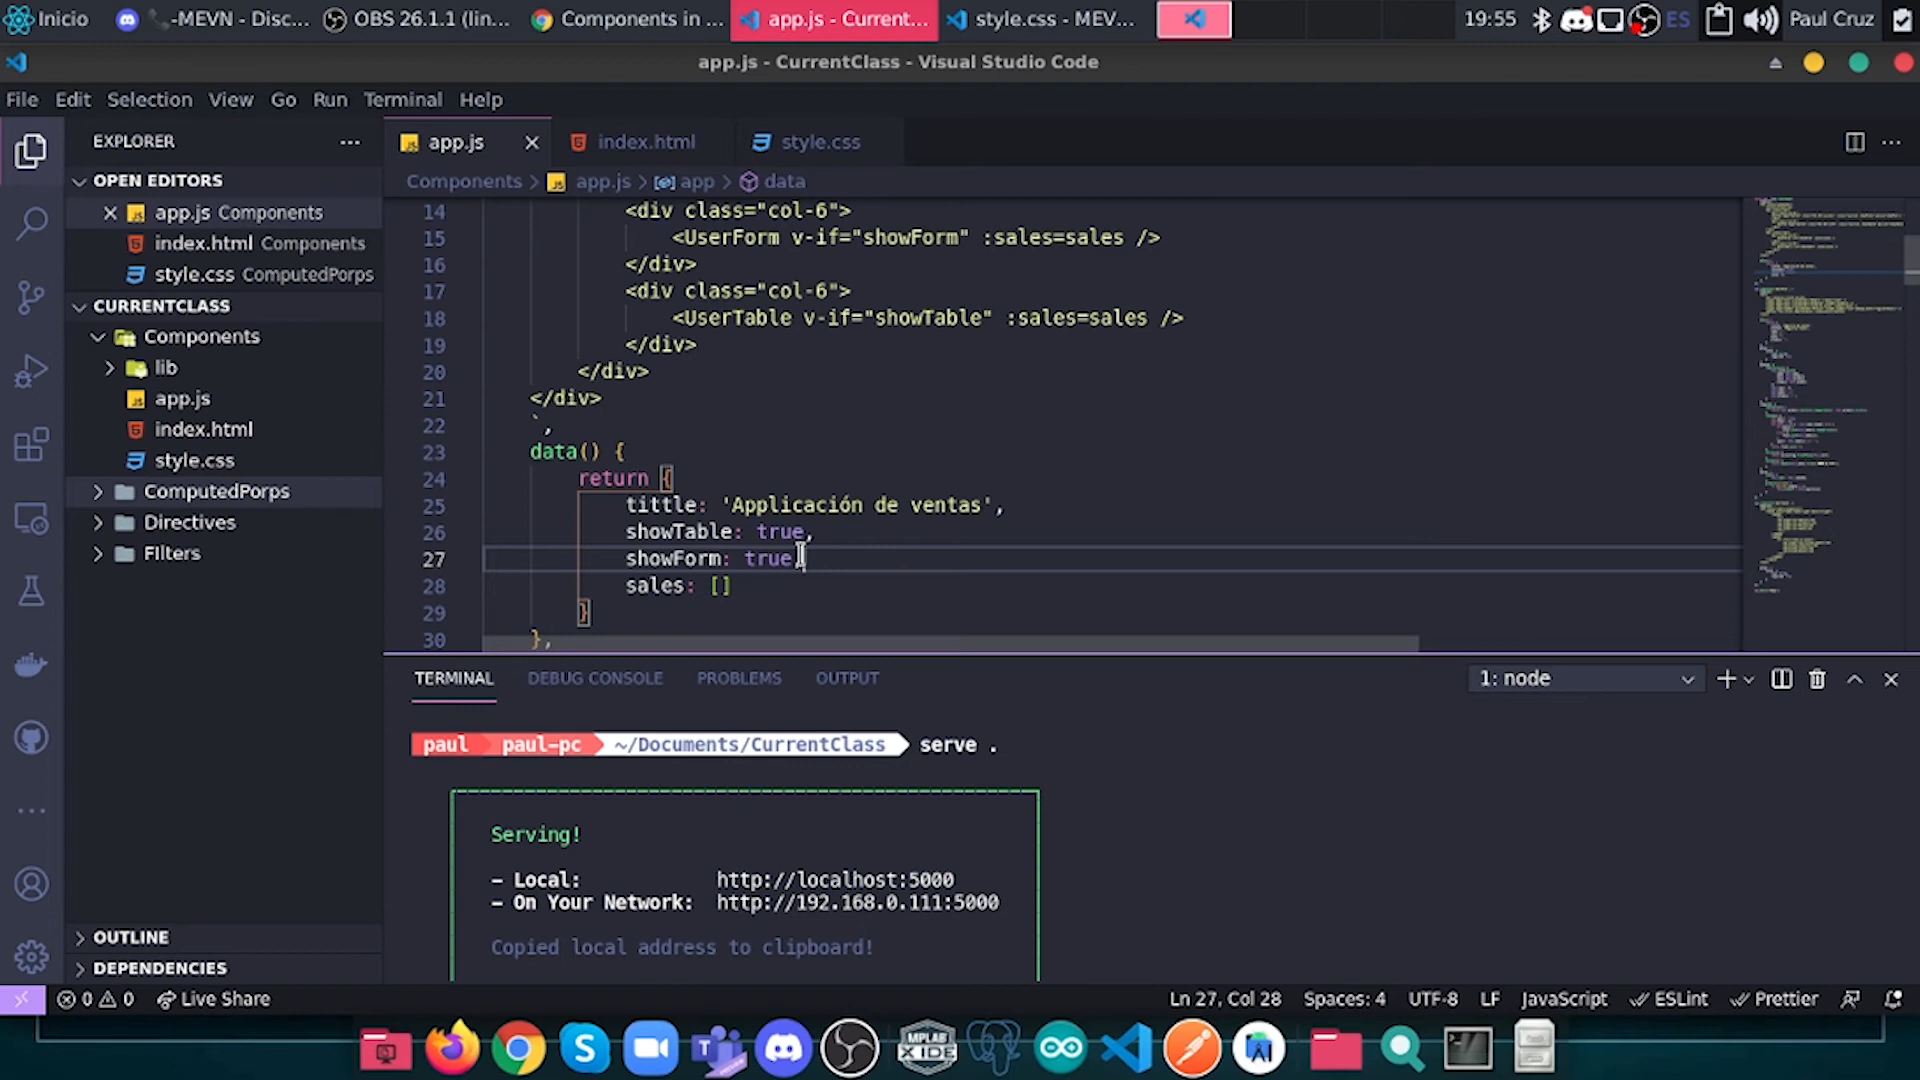 Inicio
-MEVN - Disc...
OBS 26.1.1 (lin...
Components in ...
app.js - Current...
style.css - MEV...
19:55
ES
Paul Cruz
app.js - CurrentClass - Visual Studio Code
File Edit Selection View Go Run Terminal Help
EXPLORER
app.js
index.html
style.css
OPEN EDITORS
Components > app.js > app > data
app.js Components
index.html Components
style.css ComputedPorps
CURRENTCLASS
Components
lib
app.js
index.html
style.css
ComputedPorps
Directives
FIlters
OUTLINE
DEPENDENCIES
14 <div class="col-6">
15 <UserForm v-if="showForm" :sales=sales />
16 </div>
17 <div class="col-6">
18 <UserTable v-if="showTable" :sales=sales />
19 </div>
20 </div>
21 </div>
22 `,
23 data() {
24 return {
25 tittle: 'Applicación de ventas',
26 showTable: true,
27 showForm: true,
28 sales: []
29 }
30 },
TERMINAL DEBUG CONSOLE PROBLEMS OUTPUT
1: node
paul paul-pc ~/Documents/CurrentClass serve .
Serving!
- Local: http://localhost:5000
- On Your Network: http://192.168.0.111:5000
Copied local address to clipboard!
0 0 Live Share
Ln 27, Col 28 Spaces: 4 UTF-8 LF JavaScript ESLint Prettier
MPLAB
X IDE